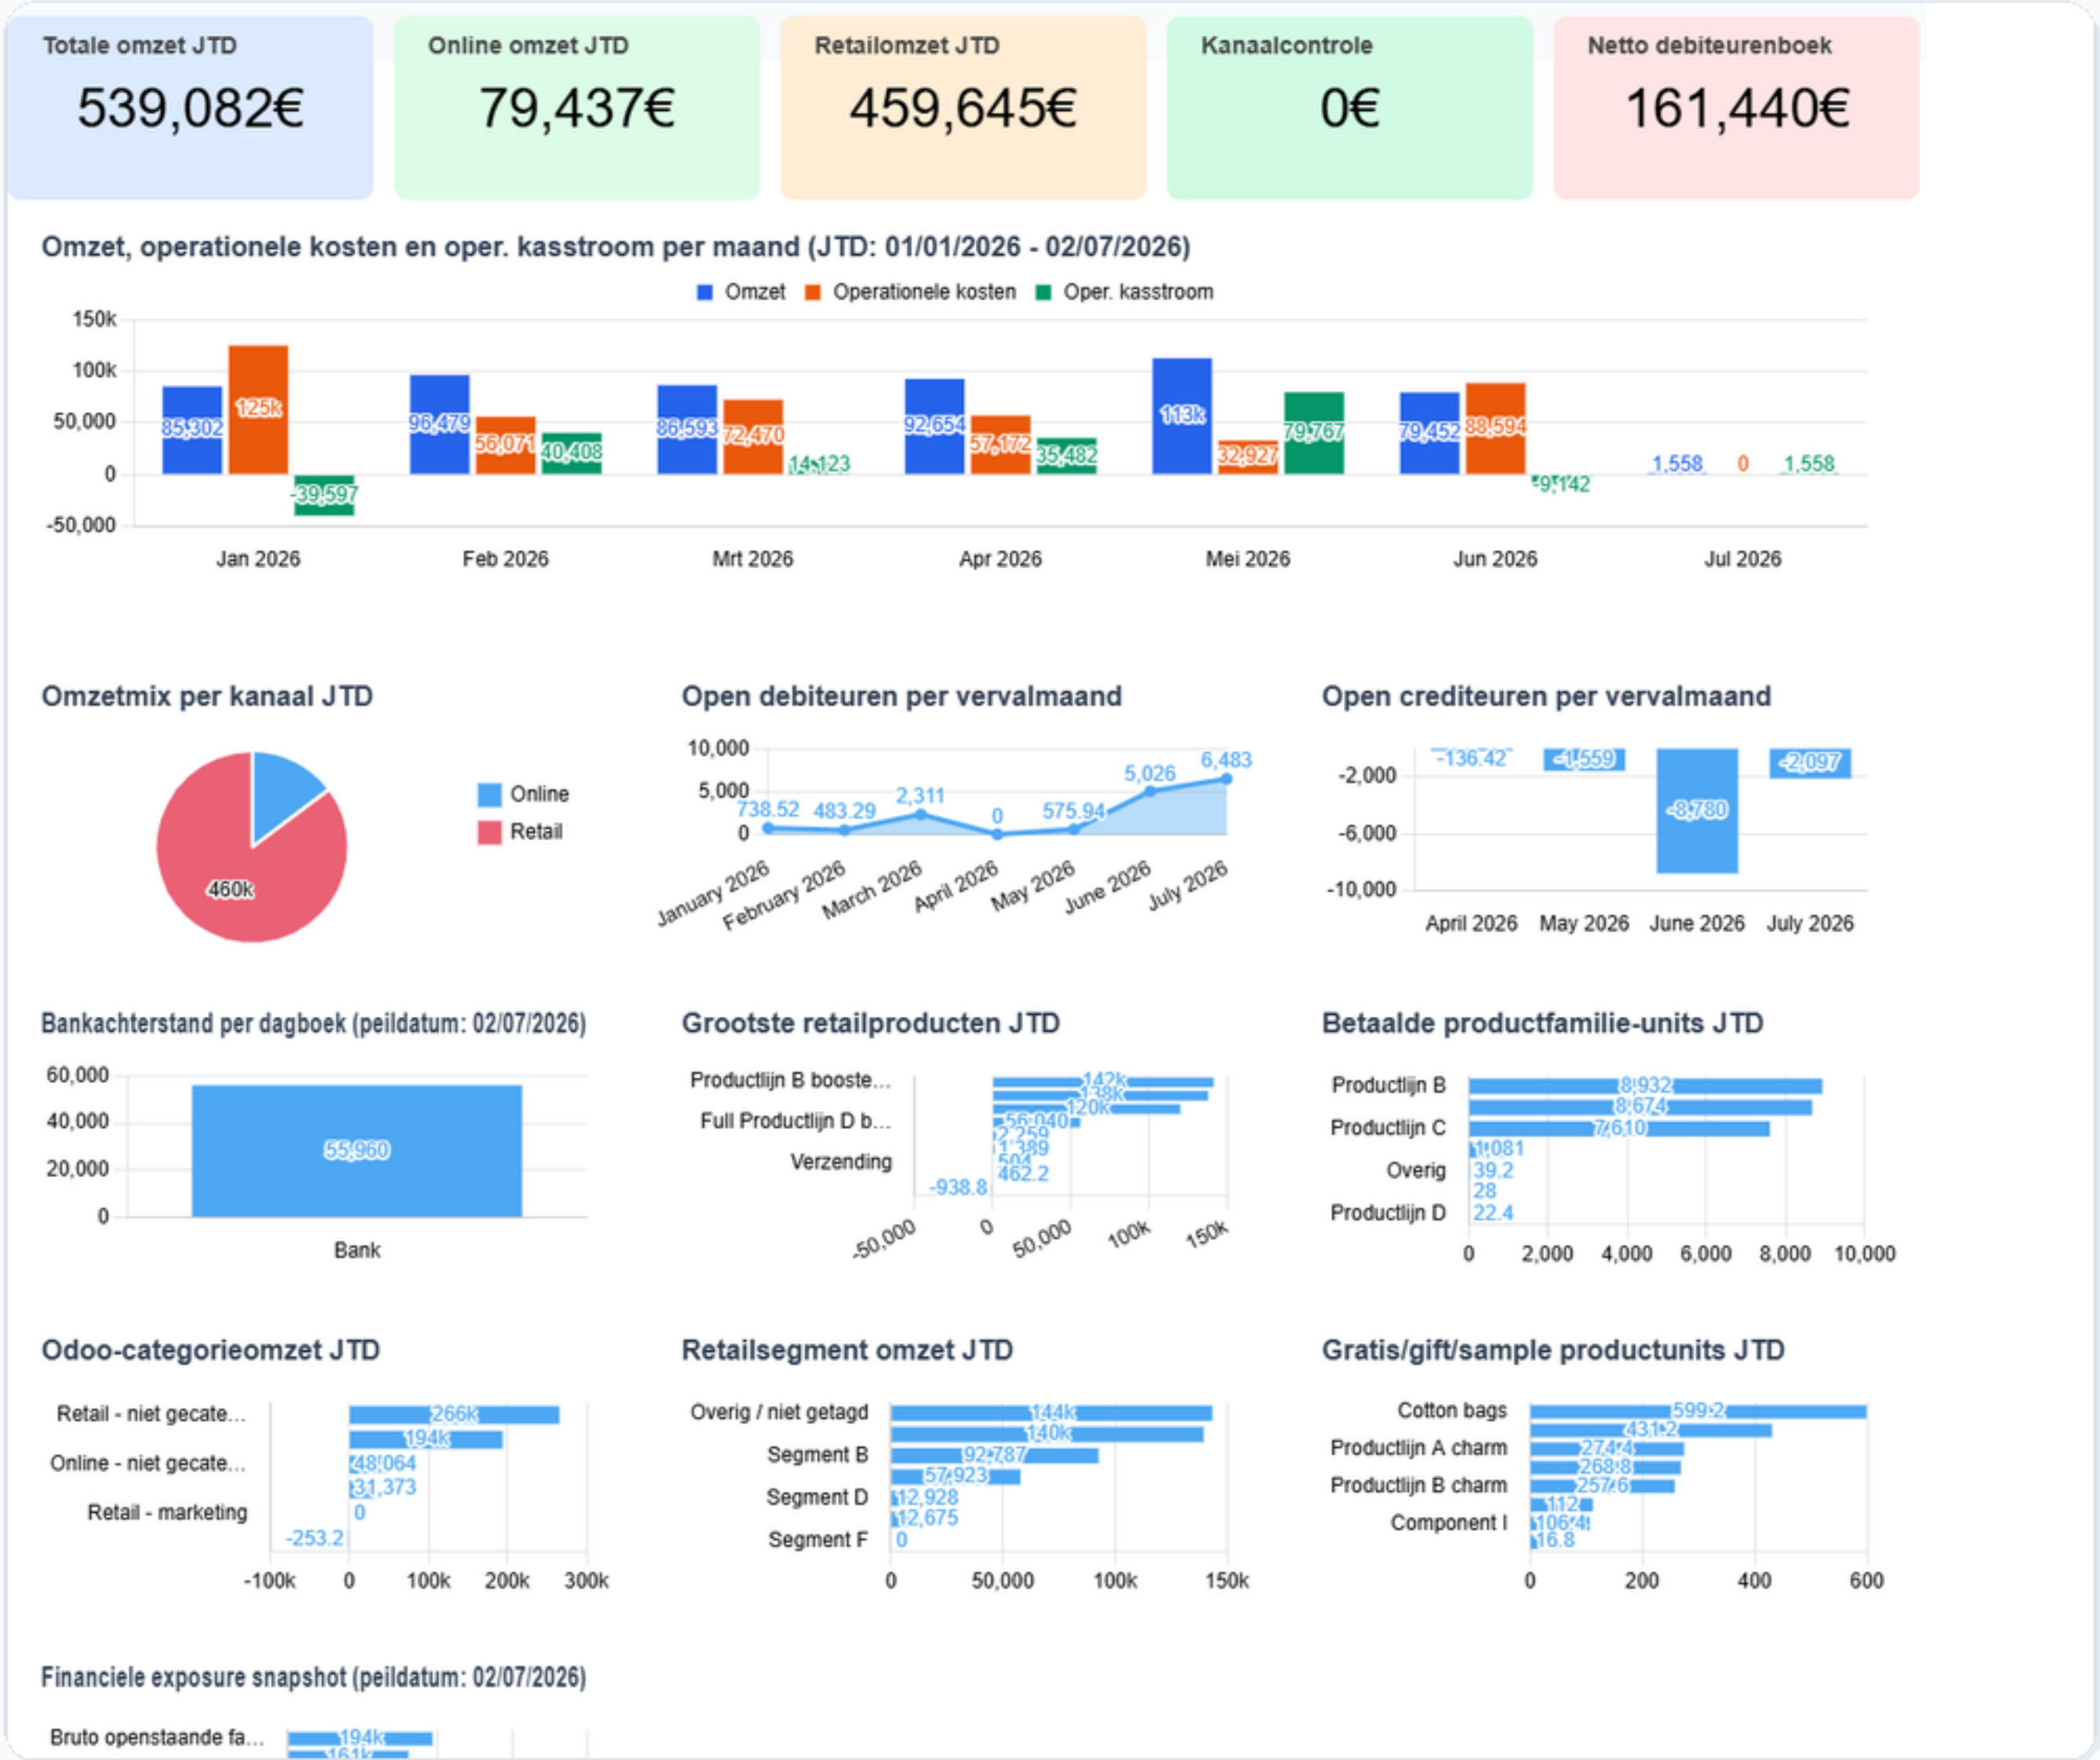 Totale omzet JTD
539,082€
Online omzet JTD
79,437€
Retailomzet JTD
459,645€
Kanaalcontrole
0€
Netto debiteurenboek
161,440€
Omzet, operationele kosten en oper. kasstroom per maand (JTD: 01/01/2026 - 02/07/2026)
Omzet Operationele kosten Oper. kasstroom
150k
100k
50,000
0
-50,000
85,302 125k -39,597
96,479 56,071 40,408
86,593 72,470 14,123
92,654 57,172 35,482
113k 32,927 79,767
79,452 88,594 -9,142
1,558 0 1,558
Jan 2026 Feb 2026 Mrt 2026 Apr 2026 Mei 2026 Jun 2026 Jul 2026
Omzetmix per kanaal JTD
460k
Online
Retail
Open debiteuren per vervalmaand
10,000
5,000
0
738.52 483.29 2,311 0 575.94 5,026 6,483
January 2026 February 2026 March 2026 April 2026 May 2026 June 2026 July 2026
Open crediteuren per vervalmaand
-2,000
-6,000
-10,000
-136.42 -1,559 -8,780 -2,097
April 2026 May 2026 June 2026 July 2026
Bankachterstand per dagboek (peildatum: 02/07/2026)
60,000
40,000
20,000
0
55,960
Bank
Grootste retailproducten JTD
Productlijn B booste... 142k
138k
120k
Full Productlijn D b... 56,040
2,259
1,389
Verzending 504
462.2
-938.8
-50,000 0 50,000 100k 150k
Betaalde productfamilie-units JTD
Productlijn B 8,932
8,674
Productlijn C 7,610
1,081
Overig 39.2
28
Productlijn D 22.4
0 2,000 4,000 6,000 8,000 10,000
Odoo-categorieomzet JTD
Retail - niet gecate... 266k
194k
Online - niet gecate... 48,064
31,373
Retail - marketing 0
-253.2
-100k 0 100k 200k 300k
Retailsegment omzet JTD
Overig / niet getagd 144k
140k
Segment B 92,787
57,923
Segment D 12,928
12,675
Segment F 0
0 50,000 100k 150k
Gratis/gift/sample productunits JTD
Cotton bags 599.2
431.2
Productlijn A charm 274.4
268.8
Productlijn B charm 257.6
112
Component I 106.4
16.8
0 200 400 600
Financiele exposure snapshot (peildatum: 02/07/2026)
Bruto openstaande fa... 194k
161k